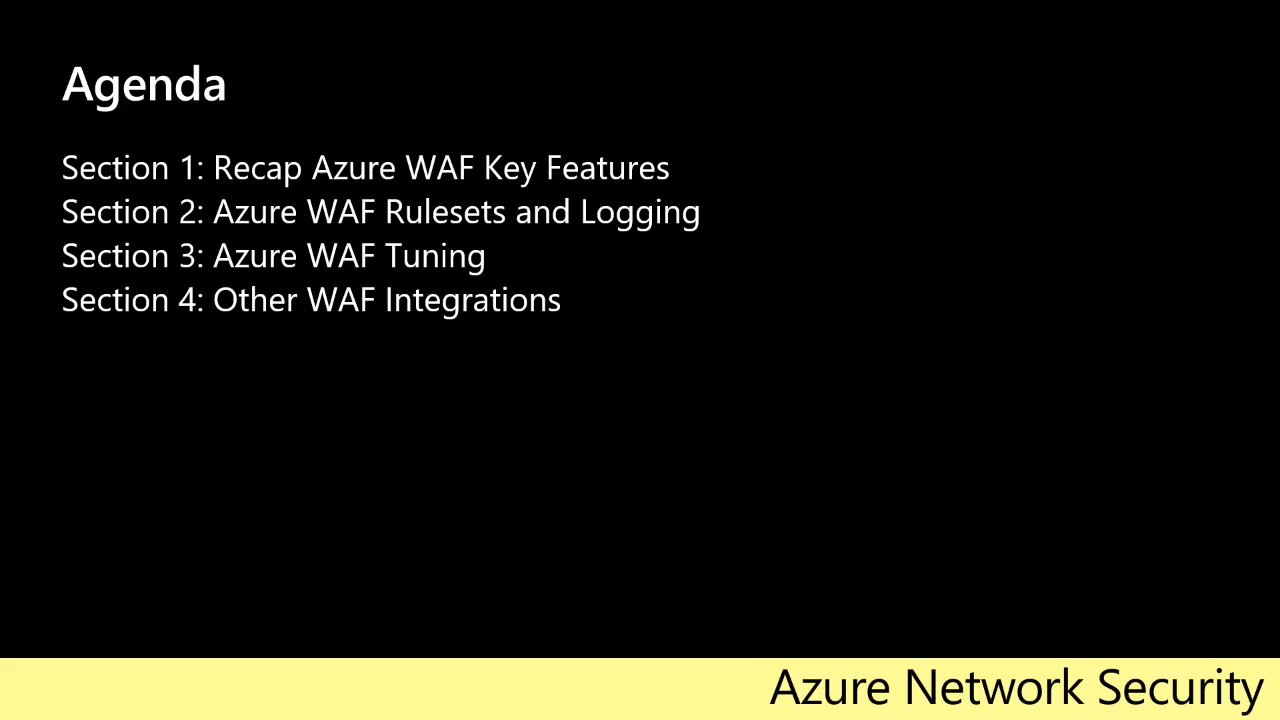 Agenda
Section 1: Recap Azure WAF Key Features
Section 2: Azure WAF Rulesets and Logging
Section 3: Azure WAF Tuning
Section 4: Other WAF Integrations
Azure Network Security